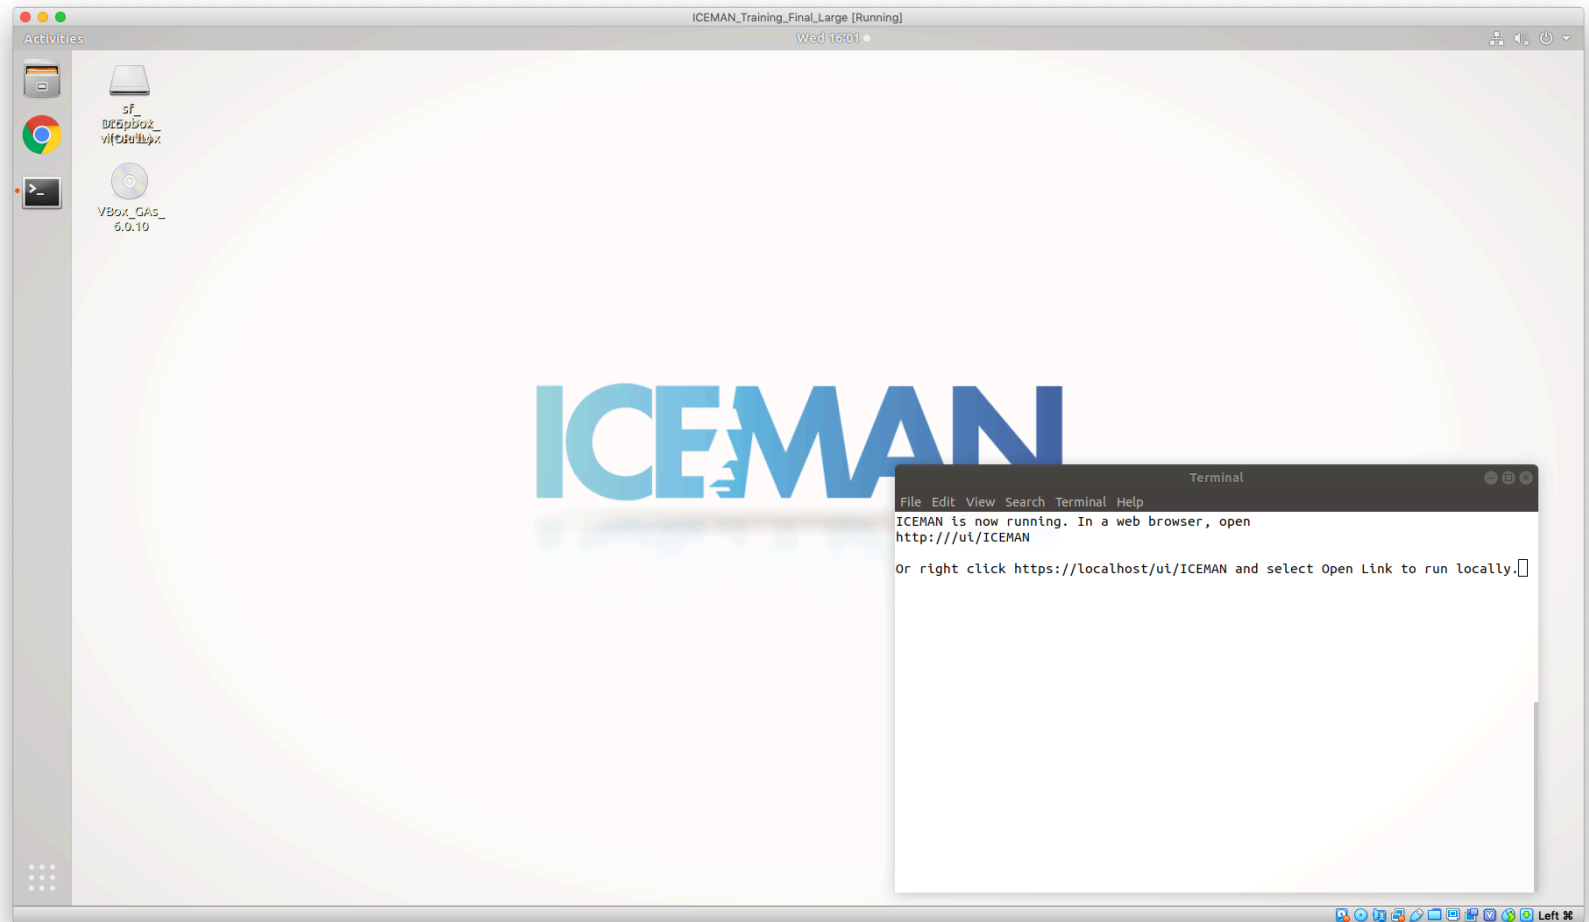 ICEMAN_Training_Final_Large [Running]
Activities
Wed 16:01
sf_
VBox_GAs_
6.0.10
ICEMAN
Terminal
File Edit View Search Terminal Help
ICEMAN is now running. In a web browser, open
http:///ui/ICEMAN
Or right click https://localhost/ui/ICEMAN and select Open Link to run locally.
Left ⌘